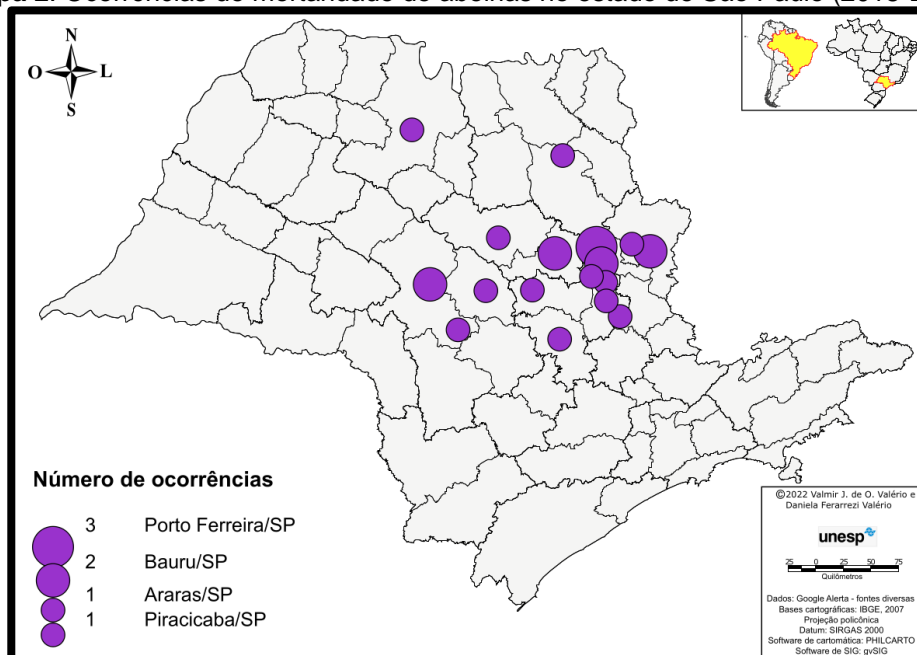 N
O L
S
Número de ocorrências
3 Porto Ferreira/SP
2 Bauru/SP
1 Araras/SP
1 Piracicaba/SP
©2022 Valmir J. de O. Valério e
Daniela Ferarrezi Valério
unesp
25 0 25 50 75
Quilômetros
Dados: Google Alerta - fontes diversas
Bases cartográficas: IBGE, 2007
Projeção policônica
Datum: SIRGAS 2000
Software de cartomática: PHILCARTO
Software de SIG: gvSIG